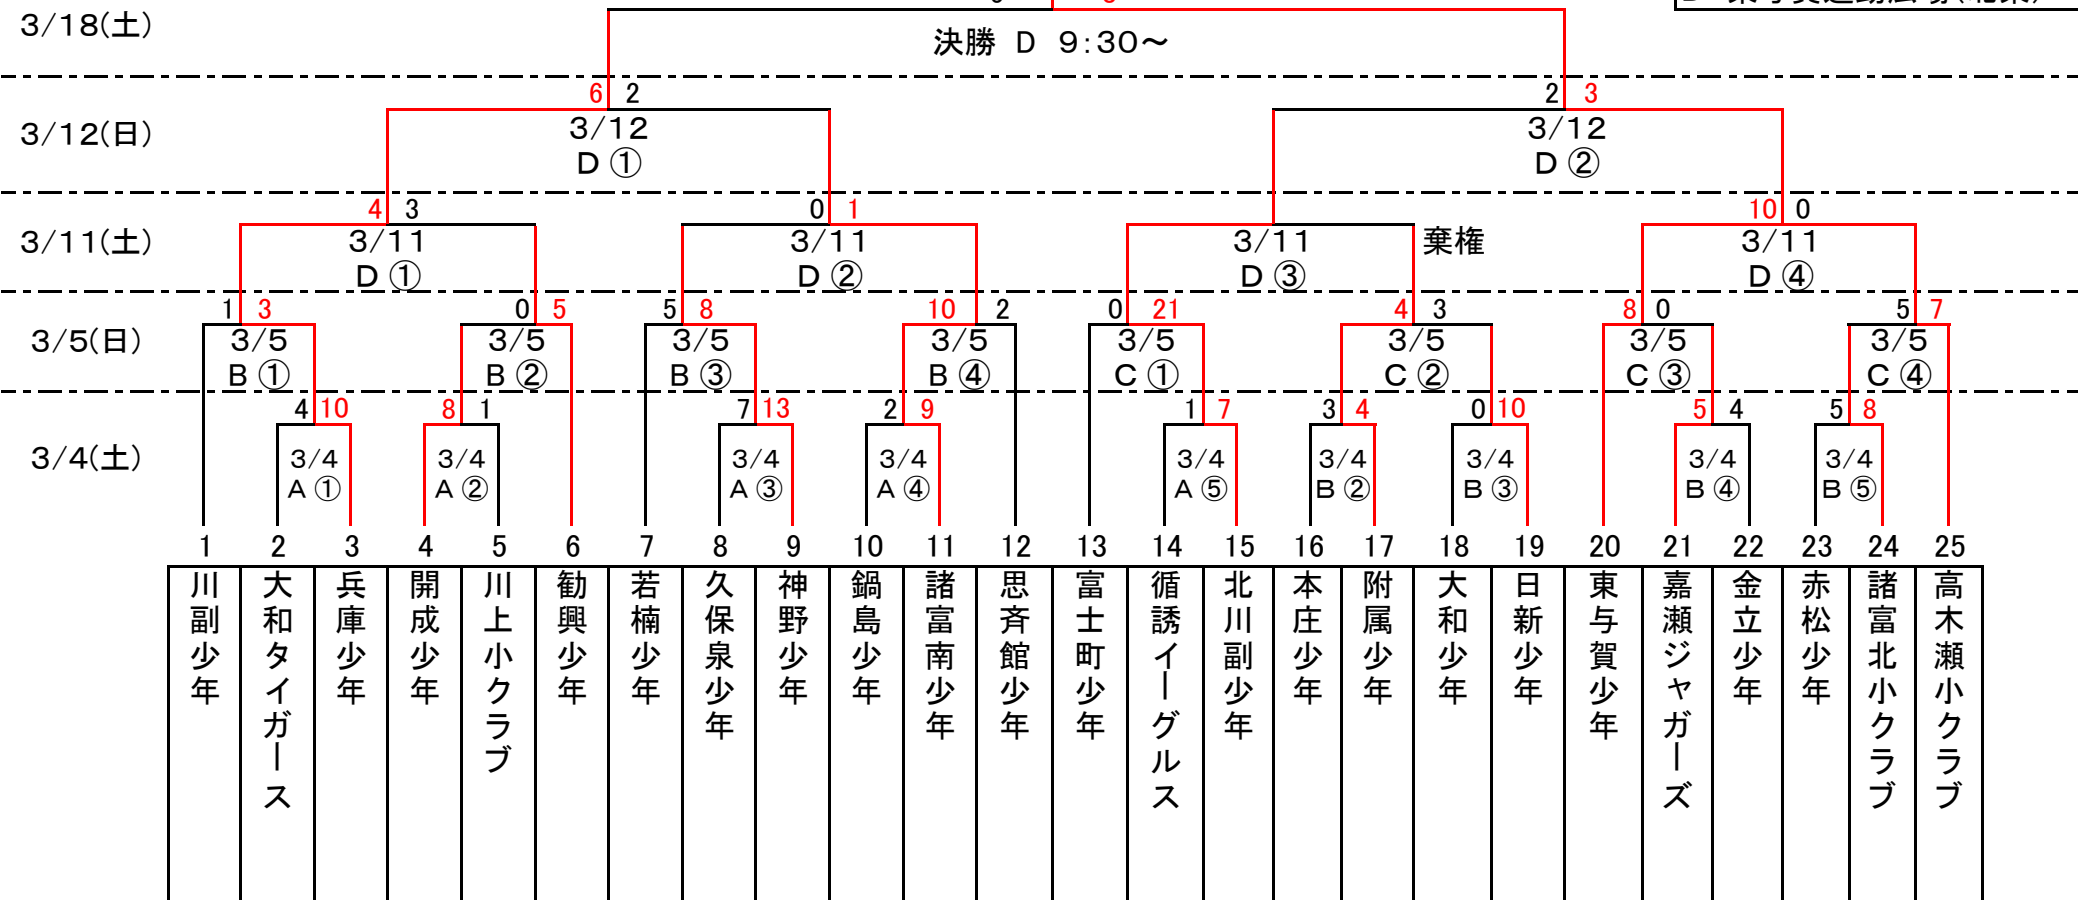 3/18(土)
決勝 D 9:30～
6 2
2 3
3/12(日)
3/12
D ①
3/12
D ②
4 3
0 1
10 0
3/11(土)
3/11
D ①
3/11
D ②
3/11
D ③
棄権
3/11
D ④
1 3
0 5
5 8
10 2
0 21
4 3
8 0
5 7
3/5(日)
3/5
B ①
3/5
B ②
3/5
B ③
3/5
B ④
3/5
C ①
3/5
C ②
3/5
C ③
3/5
C ④
4 10
8 1
7 13
2 9
1 7
3 4
0 10
5 4
5 8
3/4(土)
3/4
A ①
3/4
A ②
3/4
A ③
3/4
A ④
3/4
A ⑤
3/4
B ②
3/4
B ③
3/4
B ④
3/4
B ⑤
1 2 3 4 5 6 7 8 9 10 11 12 13 14 15 16 17 18 19 20 21 22 23 24 25
川副少年
大和タイガース
兵庫少年
開成少年
川上小クラブ
勧興少年
若楠少年
久保泉少年
神野少年
鍋島少年
諸富南少年
思斉館少年
富士町少年
循誘イーグルス
北川副少年
本庄少年
附属少年
大和少年
日新少年
東与賀少年
嘉瀬ジャガーズ
金立少年
赤松少年
諸富北小クラブ
高木瀬小クラブ